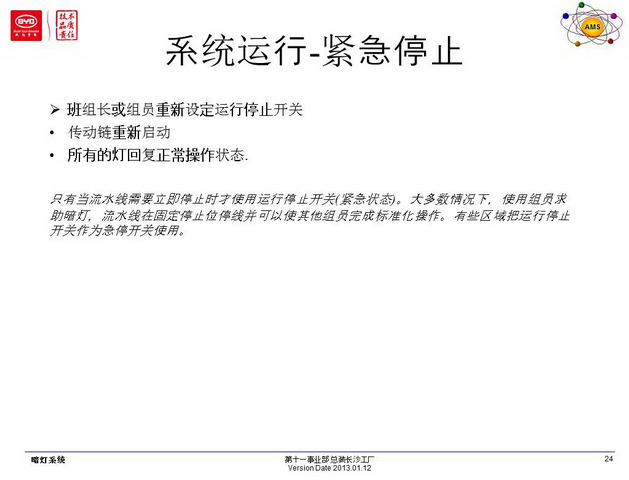 BYD
技术
品质
责信
AMS
系统运行-紧急停止
➢ 班组长或组员重新设定运行停止开关
• 传动链重新启动
• 所有的灯回复正常操作状态.
只有当流水线需要立即停止时才使用运行停止开关(紧急状态)。大多数情况下，使用组员求
助暗灯，流水线在固定停止位停线并可以使其他组员完成标准化操作。有些区域把运行停止
开关作为急停开关使用。
暗灯系统
第十一事业部 总装长沙工厂
Version Date 2013.01.12
24